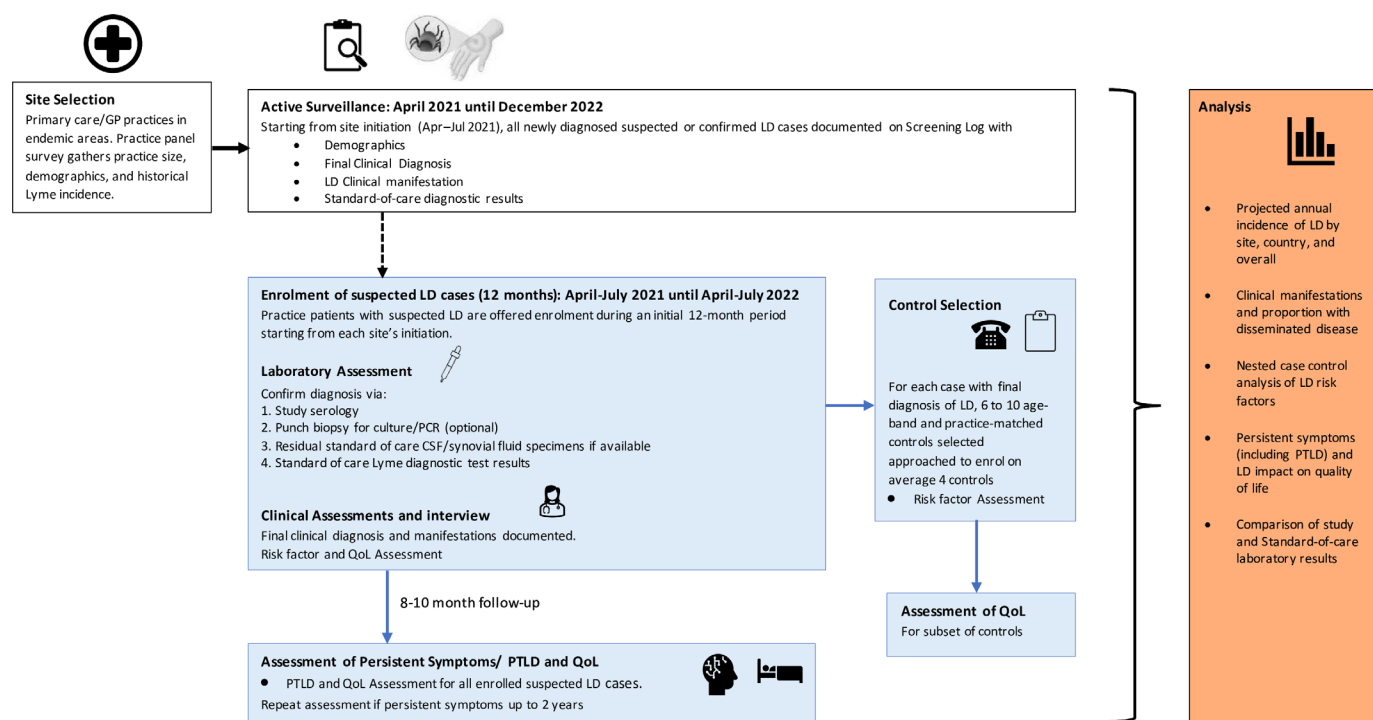 Site Selection
Primary care/GP practices in
endemic areas. Practice panel
survey gathers practice size,
demographics, and historical
Lyme incidence.
Active Surveillance: April 2021 until December 2022
Starting from site initiation (Apr–Jul 2021), all newly diagnosed suspected or confirmed LD cases documented on Screening Log with
• Demographics
• Final Clinical Diagnosis
• LD Clinical manifestation
• Standard-of-care diagnostic results
Enrolment of suspected LD cases (12 months): April-July 2021 until April-July 2022
Practice patients with suspected LD are offered enrolment during an initial 12-month period
starting from each site's initiation.
Laboratory Assessment
Confirm diagnosis via:
1. Study serology
2. Punch biopsy for culture/PCR (optional)
3. Residual standard of care CSF/synovial fluid specimens if available
4. Standard of care Lyme diagnostic test results
Clinical Assessments and interview
Final clinical diagnosis and manifestations documented.
Risk factor and QoL Assessment
8-10 month follow-up
Assessment of Persistent Symptoms/ PTLD and QoL
• PTLD and QoL Assessment for all enrolled suspected LD cases.
Repeat assessment if persistent symptoms up to 2 years
Control Selection
For each case with final
diagnosis of LD, 6 to 10 age-
band and practice-matched
controls selected
approached to enrol on
average 4 controls
• Risk factor Assessment
Assessment of QoL
For subset of controls
Analysis
• Projected annual
incidence of LD by
site, country, and
overall
• Clinical manifestations
and proportion with
disseminated disease
• Nested case control
analysis of LD risk
factors
• Persistent symptoms
(including PTLD) and
LD impact on quality
of life
• Comparison of study
and Standard-of-care
laboratory results